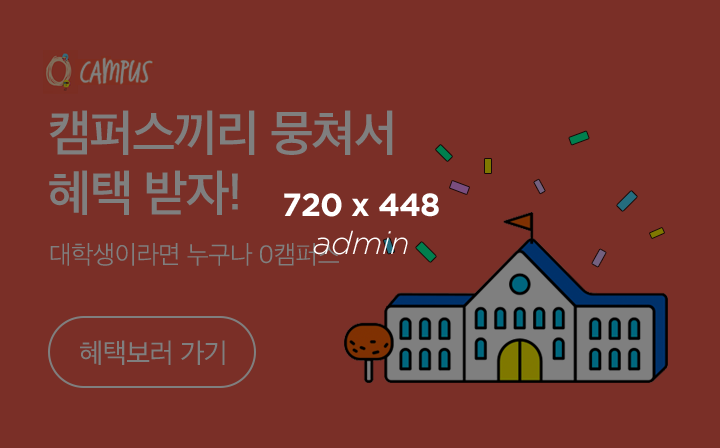 CAMPUS
캠퍼스끼리 뭉쳐서
혜택 받자!
720 x 448
admin
대학생이라면 누구나 0캠퍼스
혜택보러 가기